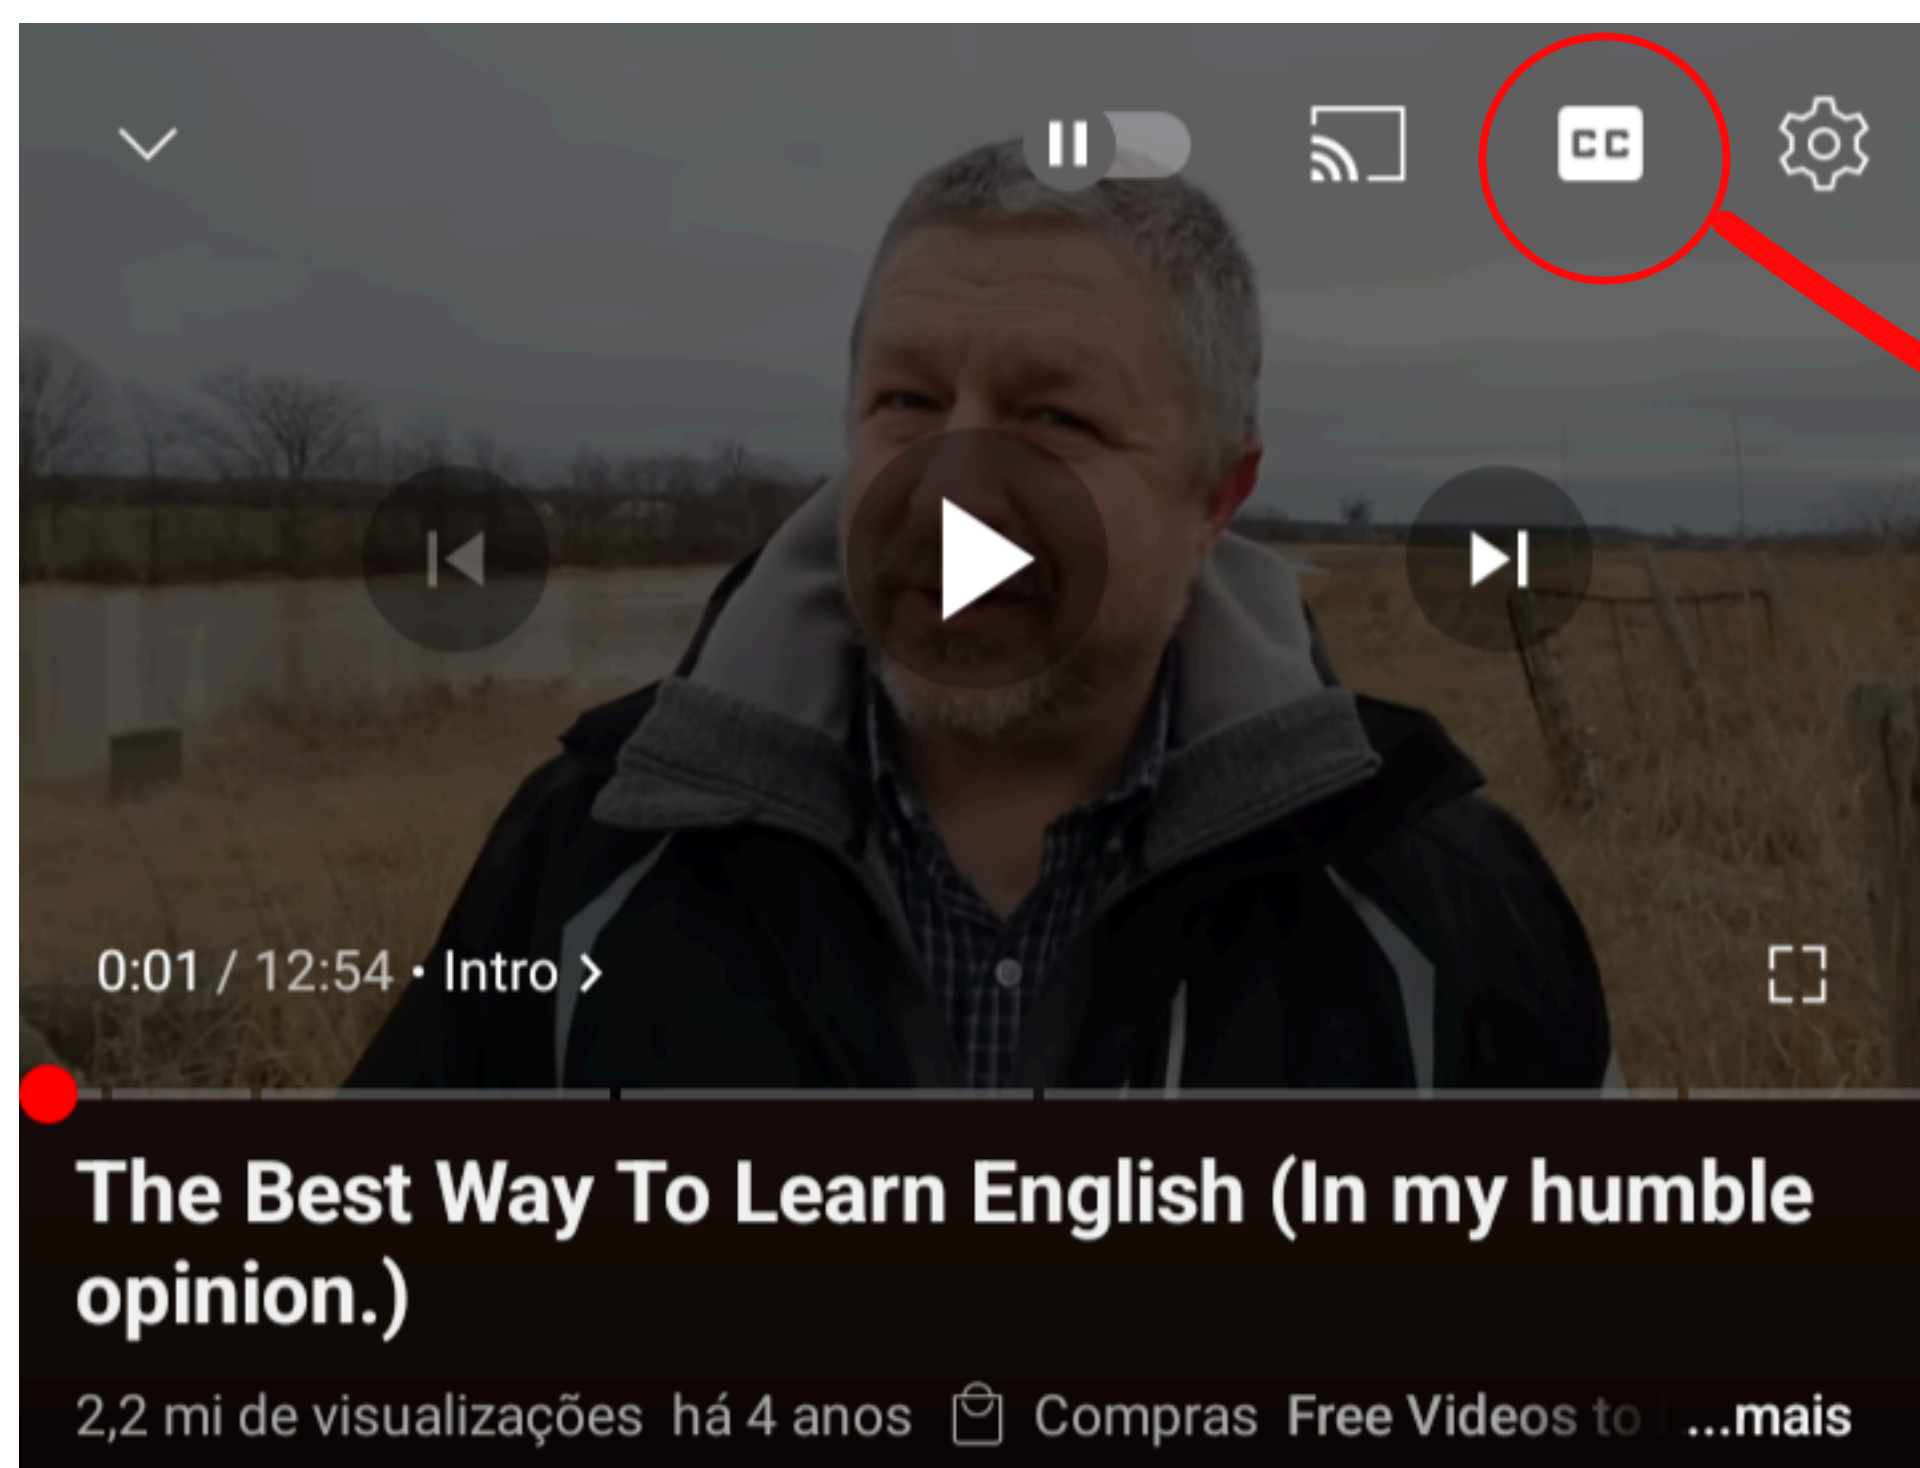 CC
0:01 / 12:54 • Intro >
The Best Way To Learn English (In my humble
opinion.)
2,2 mi de visualizações há 4 anos Compras Free Videos to ...mais